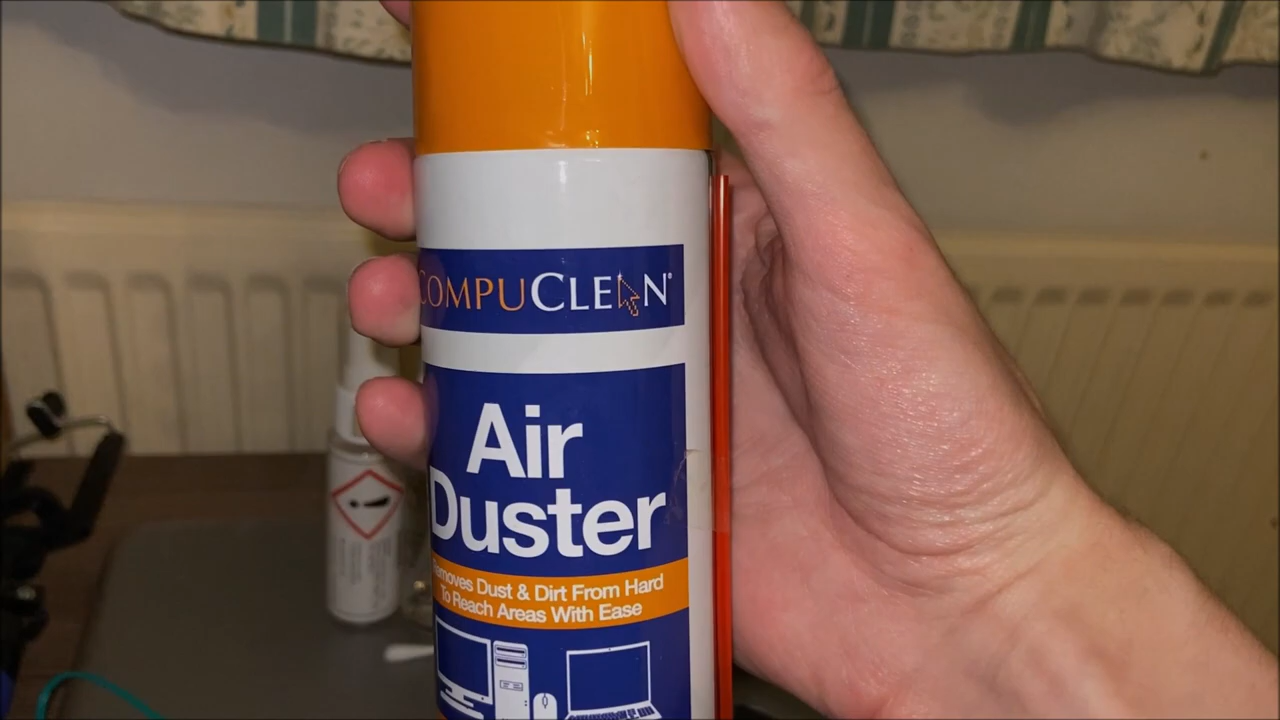 COMPUCLEAN®
Air
Duster
Removes Dust & Dirt From Hard
To Reach Areas With Ease